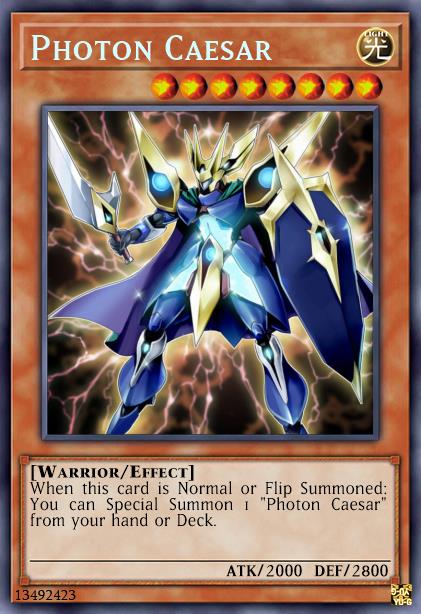 Photon Caesar
LIGHT
光
[Warrior/Effect]
When this card is Normal or Flip Summoned:
You can Special Summon 1 "Photon Caesar"
from your hand or Deck.
ATK/2000 DEF/2800
13492423